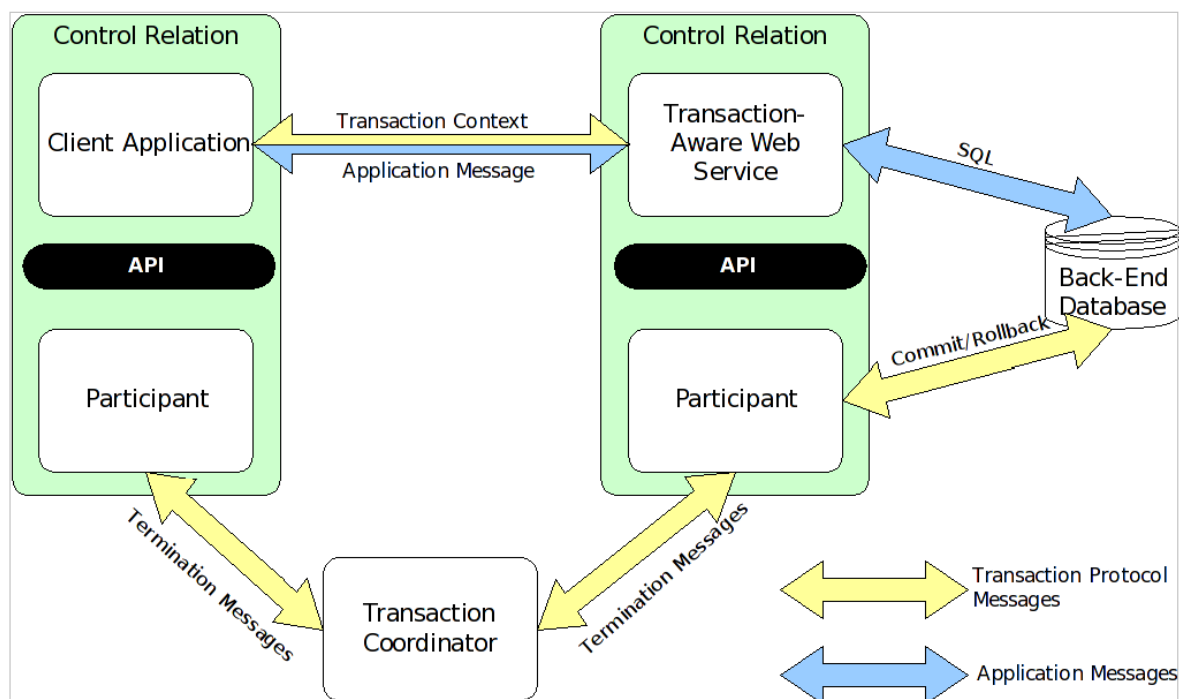 Control Relation
Control Relation
Client Application
Transaction Context
Application Message
Transaction-
Aware Web
Service
SQL
API
API
Back-End
Database
Commit/Rollback
Participant
Participant
Termination Messages
Termination Messages
Transaction
Coordinator
Transaction Protocol
Messages
Application Messages